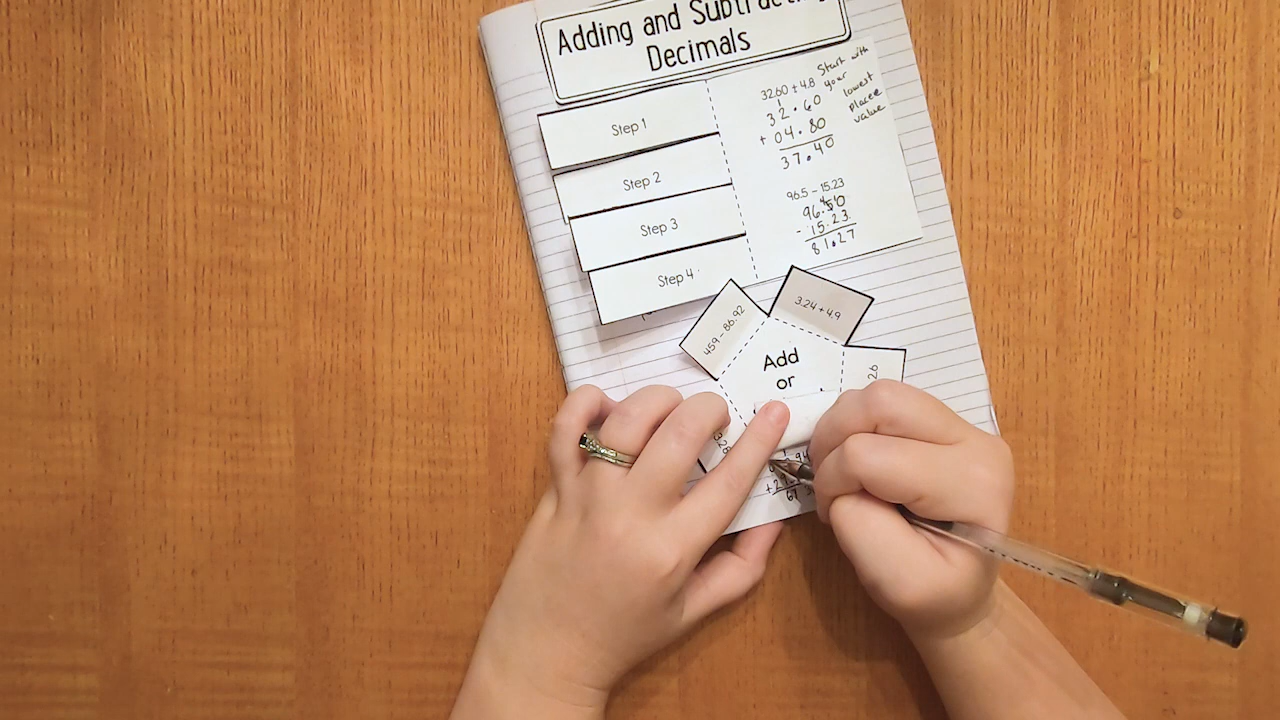 Adding and Subtracting
Decimals
Step 1
Step 2
Step 3
Step 4
32.60 + 4.8
1
32.60
+ 04.80
37.40
Start with
your
lowest
place
value
96.5 - 15.23
96.50
- 15.23
81.27
459 - 86.92
3.24 + 4.9
Add
or